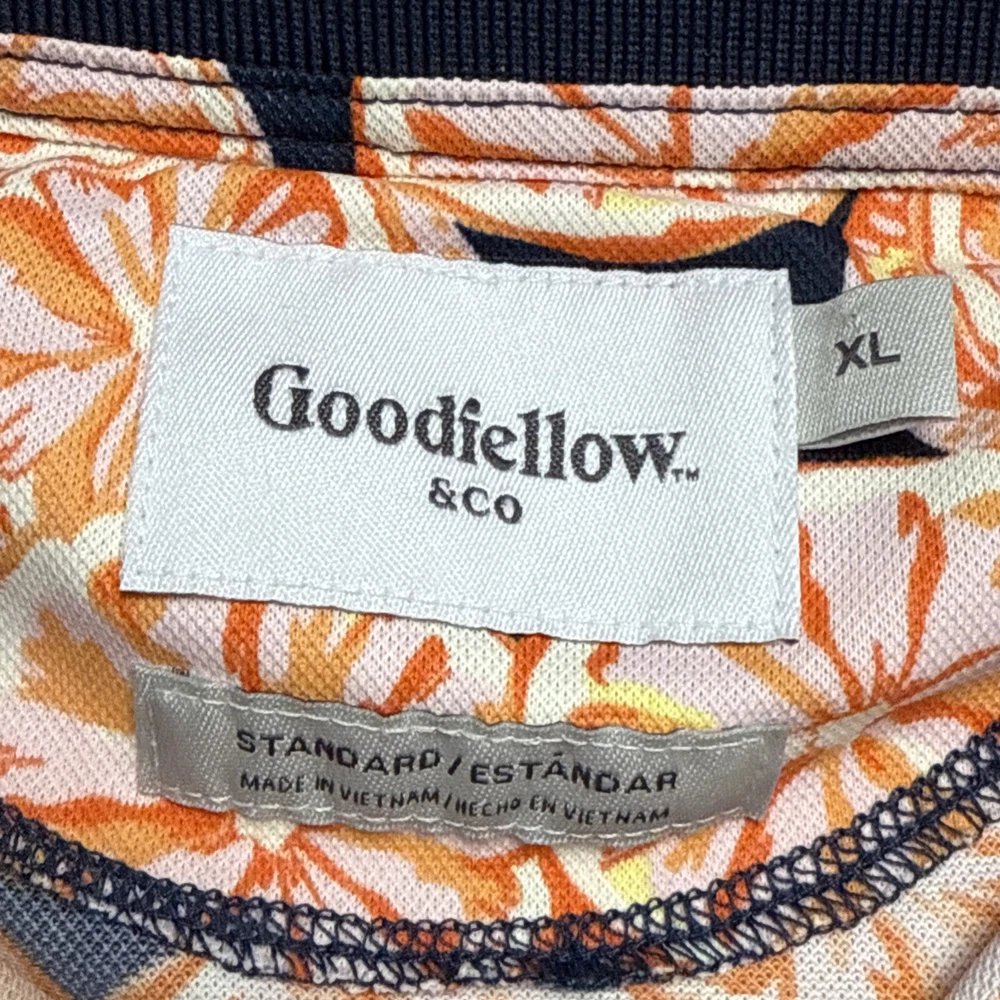 Goodfellow™
&CO
XL
STANDARD/ESTÁNDAR
MADE IN VIETNAM/HECHO EN VIETNAM